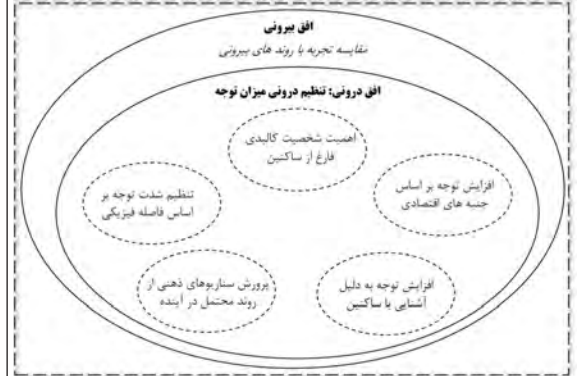 افق بیرونی
مقایسه تجربه با روند های بیرونی
افق درونی: تنظیم درونی میزان توجه
اهمیت شخصیت کالبدی
فارغ از ساکنین
افزایش توجه بر اساس
جنبه های اقتصادی
تنظیم شدت توجه بر
اساس فاصله فیزیکی
افزایش توجه به دلیل
آشنایی با ساکنین
پرورش سناریوهای ذهنی از
روند محتمل در آینده